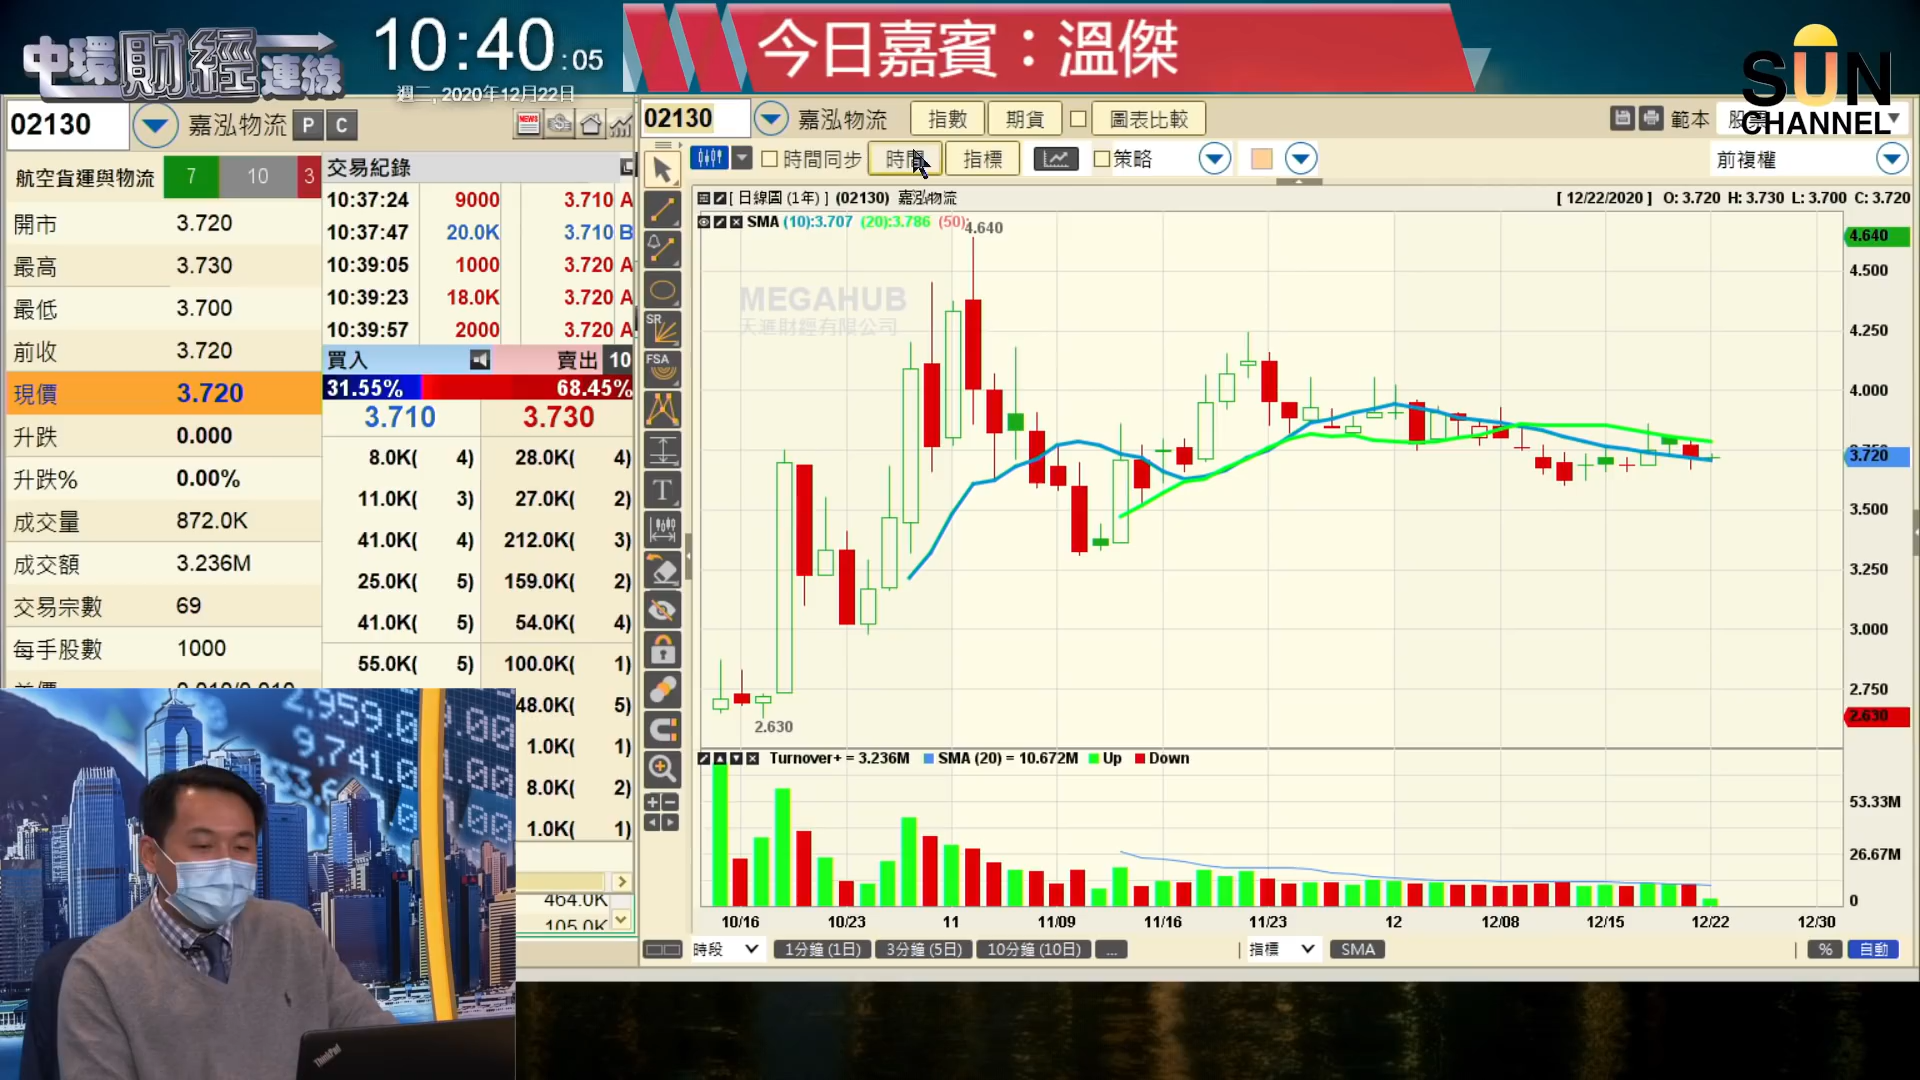 中環財經連線
10:40:05
週二, 2020年12月22日
今日嘉賓：溫傑
SUN
CHANNEL
02130
嘉泓物流
P
C
NEWS
航空貨運與物流
7
10
3
開市
3.720
最高
3.730
最低
3.700
前收
3.720
現價
3.720
升跌
0.000
升跌%
0.00%
成交量
872.0K
成交額
3.236M
交易宗數
69
每手股數
1000
交易紀錄
10:37:24 9000 3.710 A
10:37:47 20.0K 3.710 B
10:39:05 1000 3.720 A
10:39:23 18.0K 3.720 A
10:39:57 2000 3.720 A
買入
賣出
10
31.55%
68.45%
3.710
3.730
8.0K( 4) 28.0K( 4)
11.0K( 3) 27.0K( 2)
41.0K( 4) 212.0K( 3)
25.0K( 5) 159.0K( 2)
41.0K( 5) 54.0K( 4)
55.0K( 5) 100.0K( 1)
48.0K( 5)
1.0K( 1)
8.0K( 2)
1.0K( 1)
464.0K
105.0K
02130
嘉泓物流
指數
期貨
圖表比較
範本
時間同步
指標
策略
前複權
SR
FSA
T
[ 日線圖 (1年) ] (02130) 嘉泓物流
[ 12/22/2020 ] O: 3.720 H: 3.730 L: 3.700 C: 3.720
SMA (10):3.707 (20):3.786 (50):
4.640
MEGAHUB
天滙財經有限公司
2.630
4.640
4.500
4.250
4.000
3.720
3.500
3.250
3.000
2.750
2.630
Turnover+ = 3.236M SMA (20) = 10.672M Up Down
53.33M
26.67M
0
10/16 10/23 11 11/09 11/16 11/23 12 12/08 12/15 12/22 12/30
時段
1分鐘 (1日)
3分鐘 (5日)
10分鐘 (10日)
...
指標
SMA
%
自動
2,959.0
9,741.0
ThinkPad